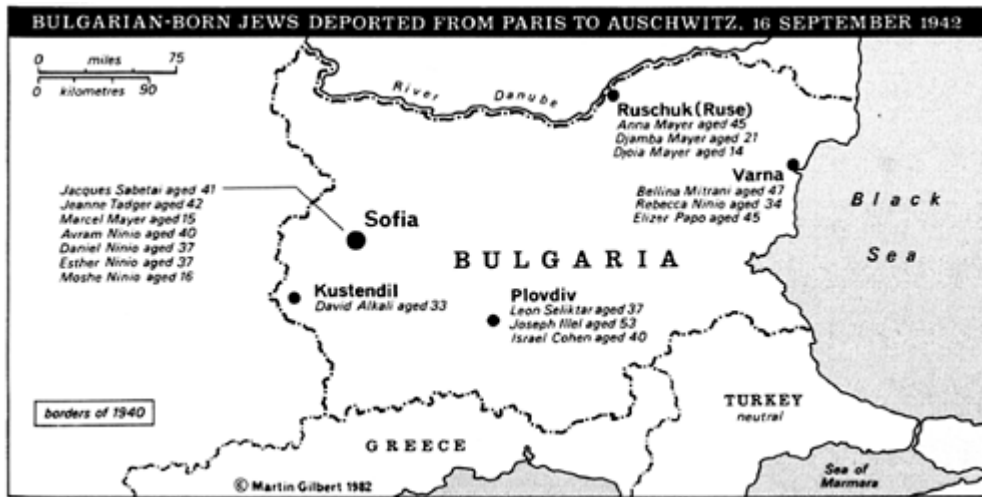 BULGARIAN-BORN JEWS DEPORTED FROM PARIS TO AUSCHWITZ, 16 SEPTEMBER 1942
0 miles 75
0 kilometres 90
River Danube
Ruschuk (Ruse)
Anna Mayer aged 45
Djamba Mayer aged 21
Djoia Mayer aged 14
Varna
Bellina Mitrani aged 47
Rebecca Ninio 34
Elizer Papo aged 45
Black
Sea
Jacques Sabetai aged 41
Jeanne Tadger aged 42
Marcel Mayer aged 15
Avram Ninio aged 40
Daniel Ninio aged 37
Esther Ninio aged 37
Moshe Ninio aged 16
Sofia
BULGARIA
Kustendil
David Alkali aged 33
Plovdiv
Leon Seliktar aged 37
Joseph Illel aged 53
Israel Cohen aged 40
borders of 1940
GREECE
TURKEY
neutral
Sea of
Marmara
© Martin Gilbert 1982